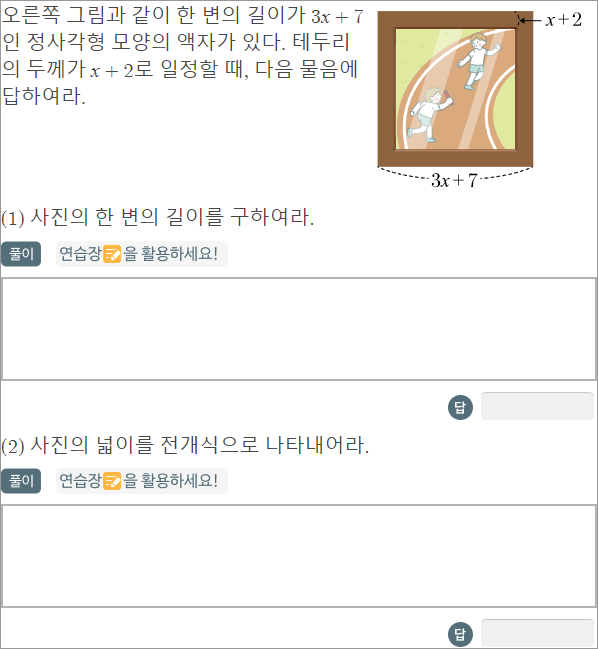 오른쪽 그림과 같이 한 변의 길이가 3x + 7
인 정사각형 모양의 액자가 있다. 테두리
의 두께가 x + 2로 일정할 때, 다음 물음에
답하여라.
x+2
3x+7
(1) 사진의 한 변의 길이를 구하여라.
풀이 연습장을 활용하세요!
답
(2) 사진의 넓이를 전개식으로 나타내어라.
풀이 연습장을 활용하세요!
답